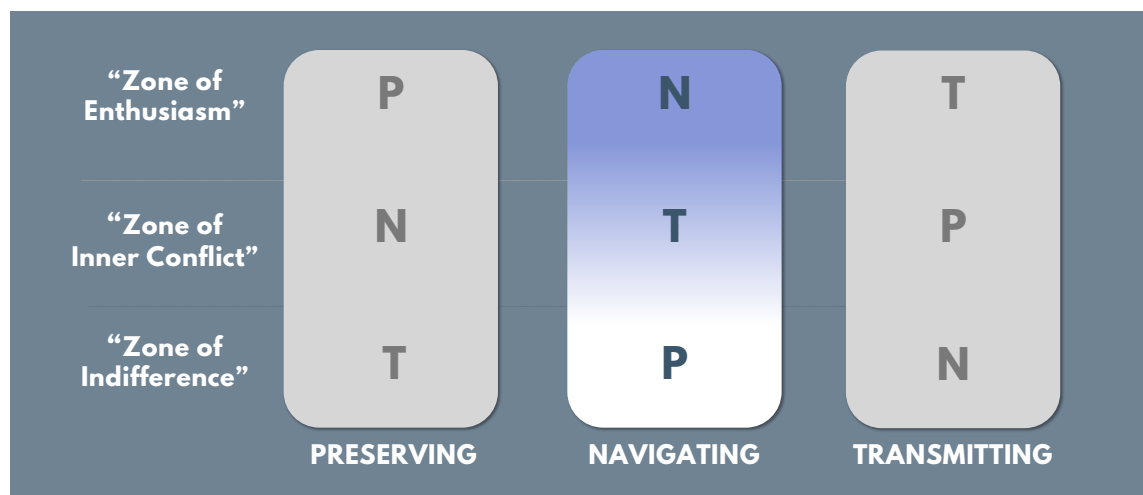 “Zone of
Enthusiasm”
P
N
T
“Zone of
Inner Conflict”
N
T
P
“Zone of
Indifference”
T
P
N
PRESERVING
NAVIGATING
TRANSMITTING